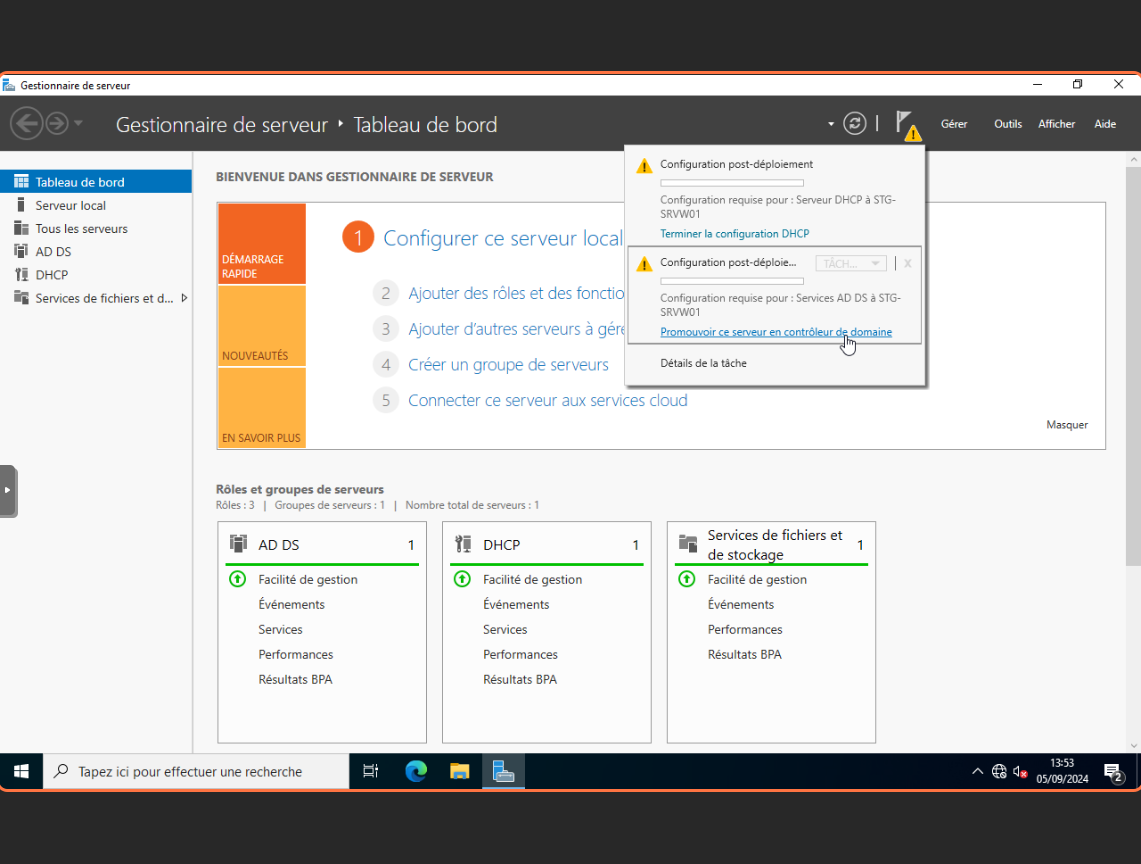 Gestionnaire de serveur
Gestionnaire de serveur ‣ Tableau de bord
Gérer Outils Afficher Aide
Tableau de bord
Serveur local
Tous les serveurs
AD DS
DHCP
Services de fichiers et d...
BIENVENUE DANS GESTIONNAIRE DE SERVEUR
DÉMARRAGE
RAPIDE
NOUVEAUTÉS
EN SAVOIR PLUS
1 Configurer ce serveur local
2 Ajouter des rôles et des fonctio
3 Ajouter d'autres serveurs à gére
4 Créer un groupe de serveurs
5 Connecter ce serveur aux services cloud
Masquer
Configuration post-déploiement
Configuration requise pour : Serveur DHCP à STG-
SRVW01
Terminer la configuration DHCP
Configuration post-déploie... TÂCH... X
Configuration requise pour : Services AD DS à STG-
SRVW01
Promouvoir ce serveur en contrôleur de domaine
Détails de la tâche
Rôles et groupes de serveurs
Rôles : 3 | Groupes de serveurs : 1 | Nombre total de serveurs : 1
AD DS 1
Facilité de gestion
Événements
Services
Performances
Résultats BPA
DHCP 1
Facilité de gestion
Événements
Services
Performances
Résultats BPA
Services de fichiers et
de stockage 1
Facilité de gestion
Événements
Performances
Résultats BPA
Tapez ici pour effectuer une recherche
13:53
05/09/2024
2